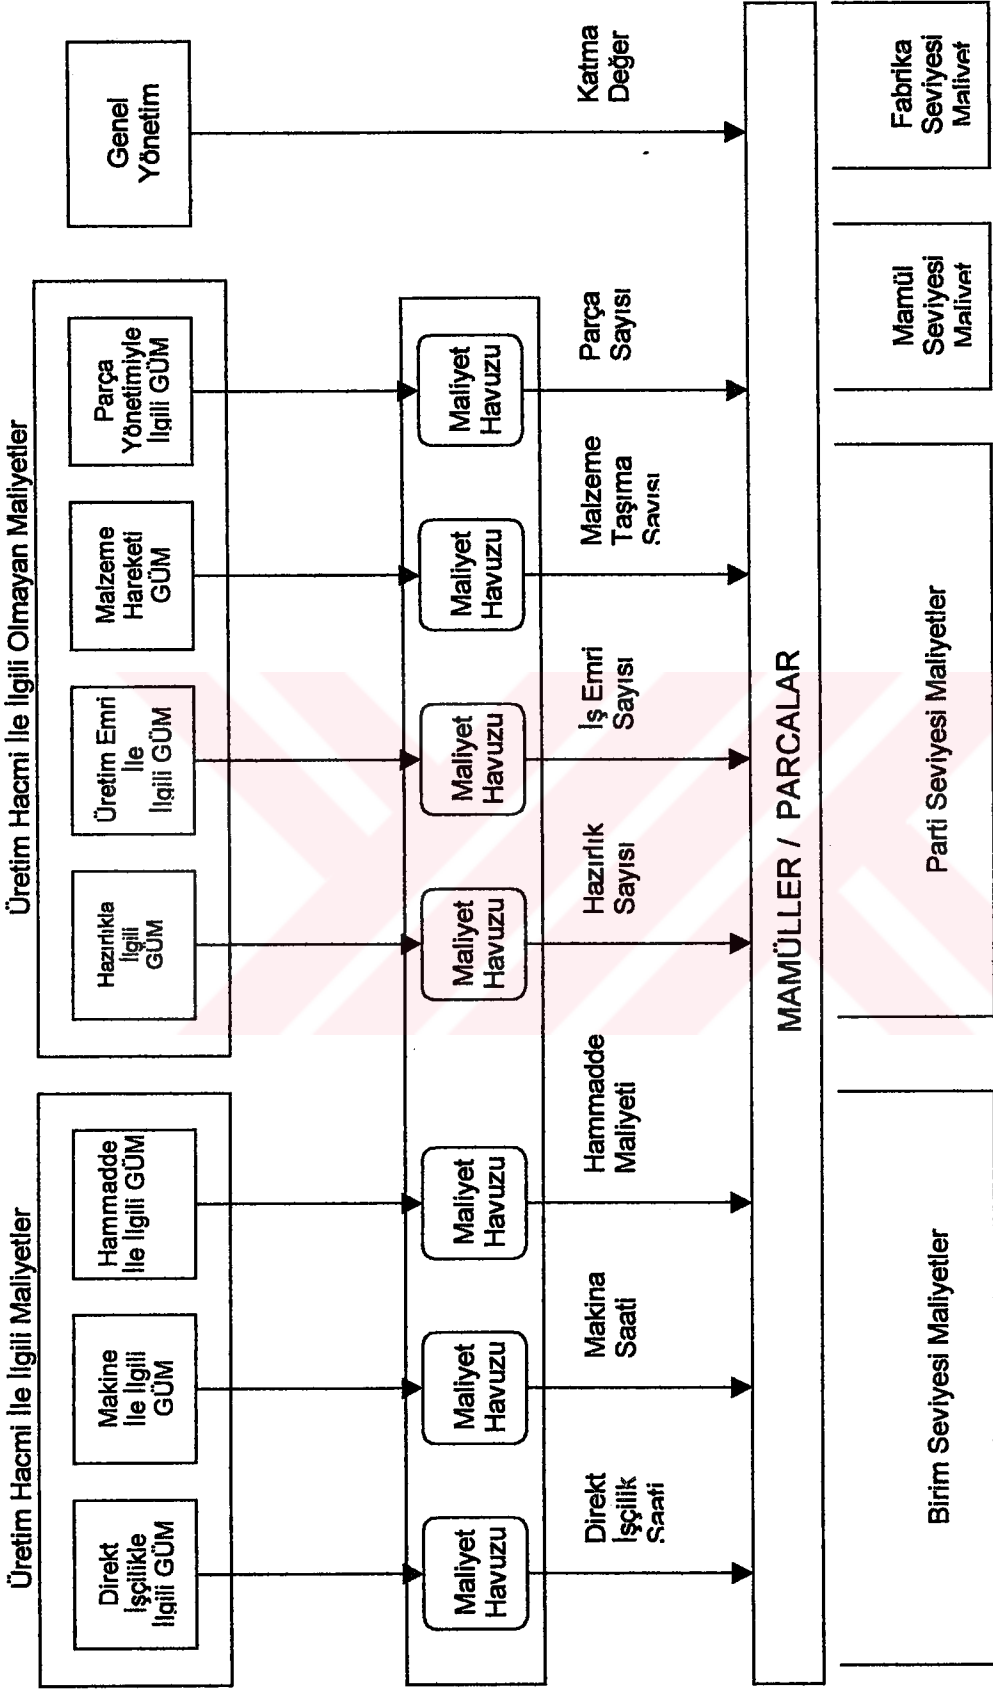 Üretim Hacmi İle İlgili Maliyetler
Üretim Hacmi İle İlgili Olmayan Maliyetler
Direkt
İşçilikle
İlgili GÜM
Makine
İle İlgili
GÜM
Hammadde
İle İlgili GÜM
Hazırlıkla
İlgili
GÜM
Üretim Emri
İle
İlgili GÜM
Malzeme
Hareketi
GÜM
Parça
Yönetimiyle
İlgili GÜM
Genel
Yönetim
Maliyet
Havuzu
Maliyet
Havuzu
Maliyet
Havuzu
Maliyet
Havuzu
Maliyet
Havuzu
Maliyet
Havuzu
Maliyet
Havuzu
Direkt
İşçilik
Saati
Makina
Saati
Hammadde
Maliyeti
Hazırlık
Sayısı
İş Emri
Sayısı
Malzeme
Taşıma
Sayısı
Parça
Sayısı
Katma
Değer
MAMÜLLER / PARCALAR
Birim Seviyesi Maliyetler
Parti Seviyesi Maliyetler
Mamül
Seviyesi
Maliyet
Fabrika
Seviyesi
Maliyet